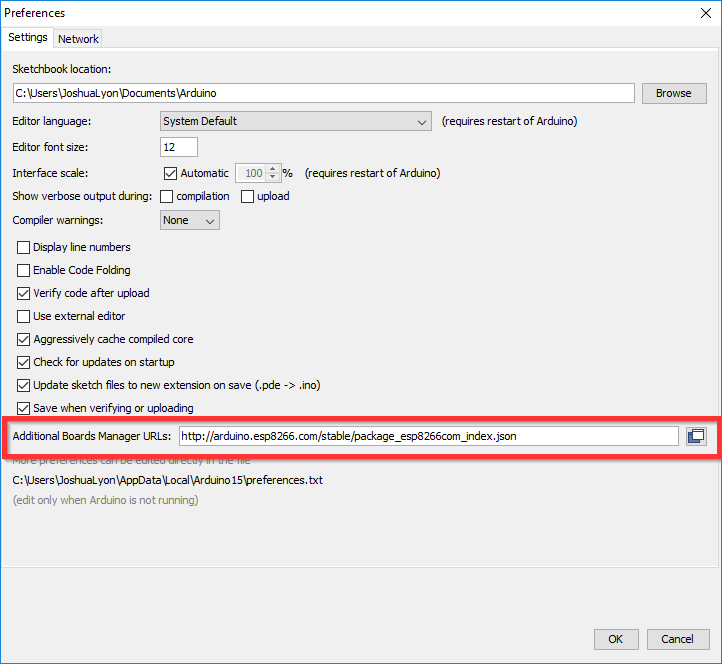 Preferences
Settings Network
Sketchbook location:
C:\Users\JoshuaLyon\Documents\Arduino Browse
Editor language: System Default (requires restart of Arduino)
Editor font size: 12
Interface scale: Automatic 100 % (requires restart of Arduino)
Show verbose output during: compilation upload
Compiler warnings: None
Display line numbers
Enable Code Folding
Verify code after upload
Use external editor
Aggressively cache compiled core
Check for updates on startup
Update sketch files to new extension on save (.pde -> .ino)
Save when verifying or uploading
Additional Boards Manager URLs: http://arduino.esp8266.com/stable/package_esp8266com_index.json
More preferences can be edited directly in the file
C:\Users\JoshuaLyon\AppData\Local\Arduino15\preferences.txt
(edit only when Arduino is not running)
OK Cancel